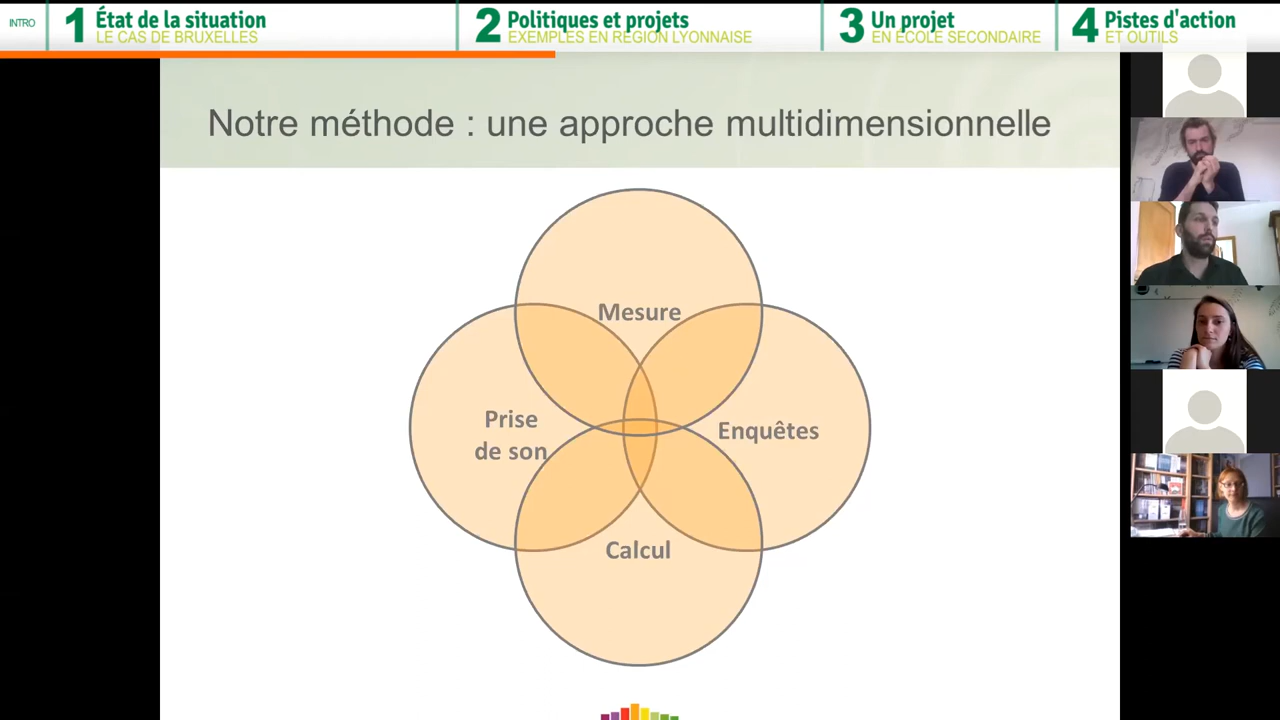 INTRO
1 État de la situation
LE CAS DE BRUXELLES
2 Politiques et projets
EXEMPLES EN RÉGION LYONNAISE
3 Un projet
EN ÉCOLE SECONDAIRE
4 Pistes d'action
ET OUTILS
Notre méthode : une approche multidimensionnelle
Mesure
Prise
de son
Enquêtes
Calcul